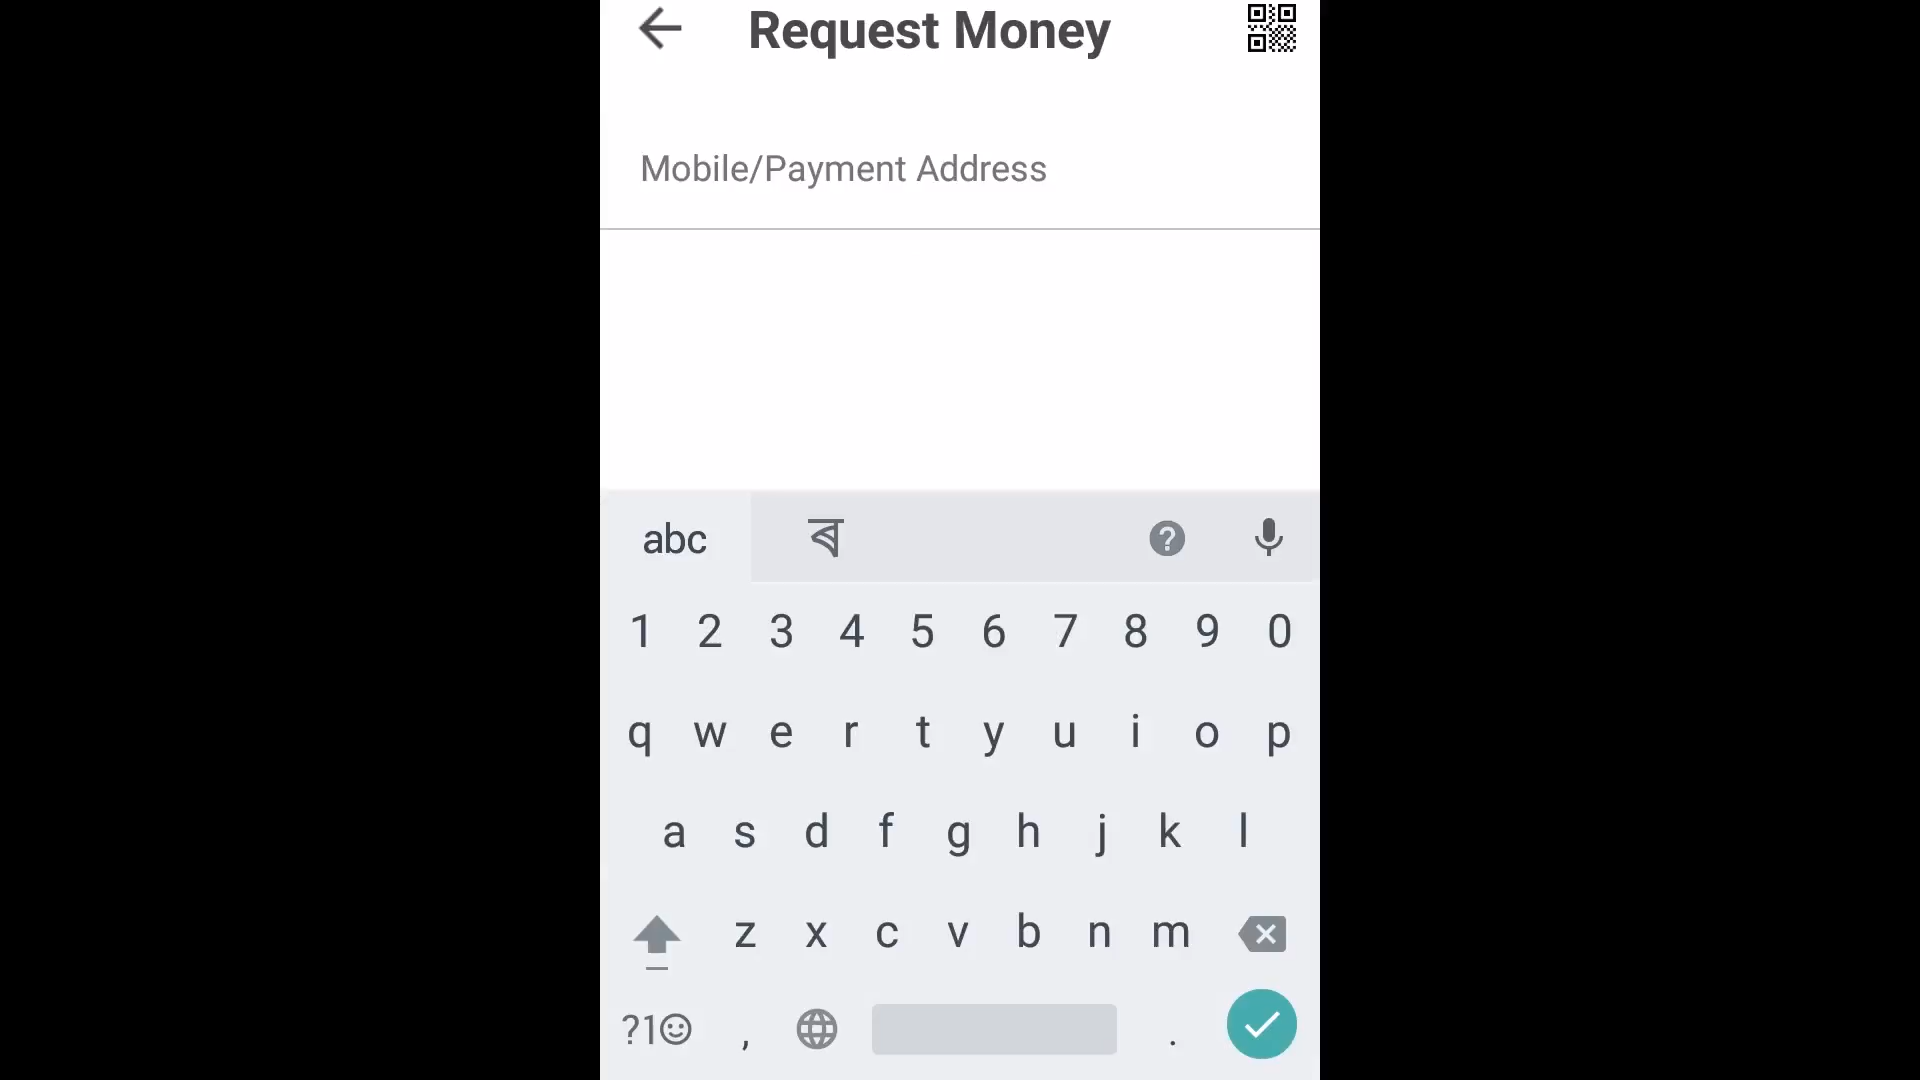 Request Money
Mobile/Payment Address
abc ব ?
1 2 3 4 5 6 7 8 9 0
q w e r t y u i o p
a s d f g h j k l
z x c v b n m
?1☺ , .